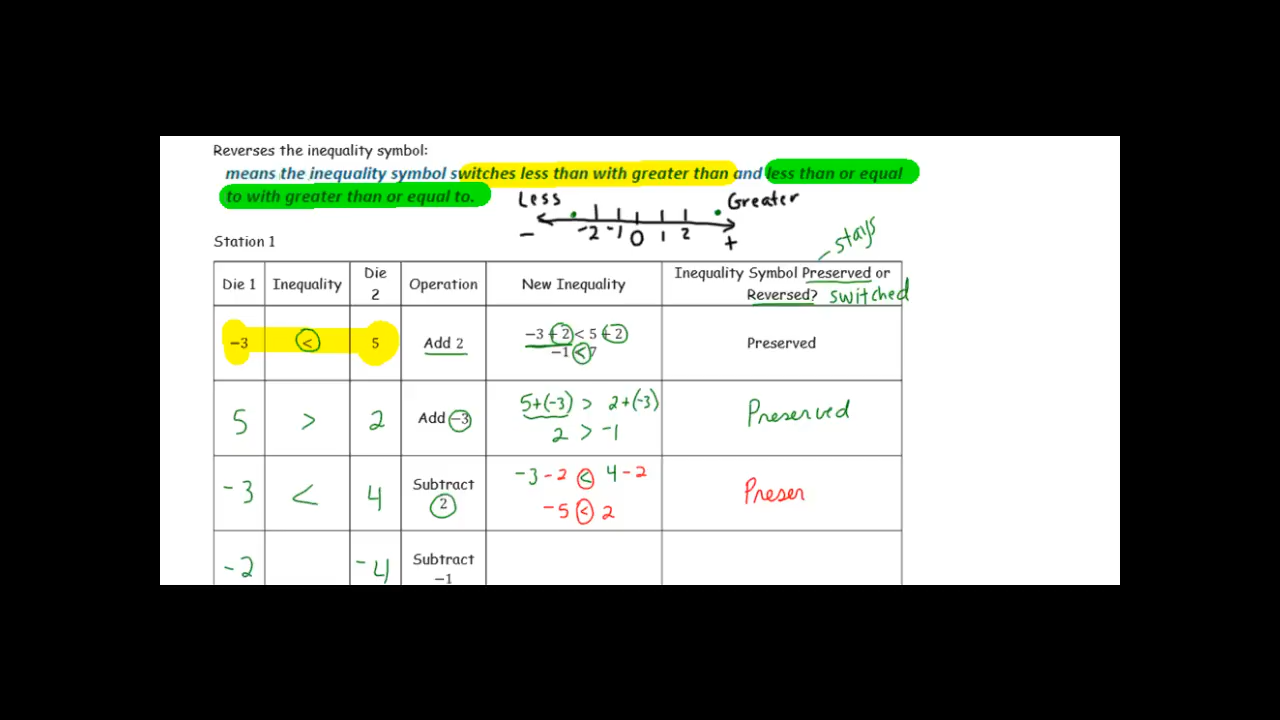 Reverses the inequality symbol:
means the inequality symbol switches less than with greater than and less than or equal
to with greater than or equal to.
Less
Greater
-2 -1 0 1 2
- +
stays
Station 1
Die 1 Inequality Die 2 Operation New Inequality Inequality Symbol Preserved or
Reversed? switched
−3 < 5 Add 2 −3 + 2 < 5 + 2 Preserved
−1 < 7
5 > 2 Add −3 5+(-3) > 2+(-3) Preserved
2 > -1
-3 < 4 Subtract 2 -3 - 2 < 4 - 2 Preser
-5 < 2
-2 -4 Subtract −1